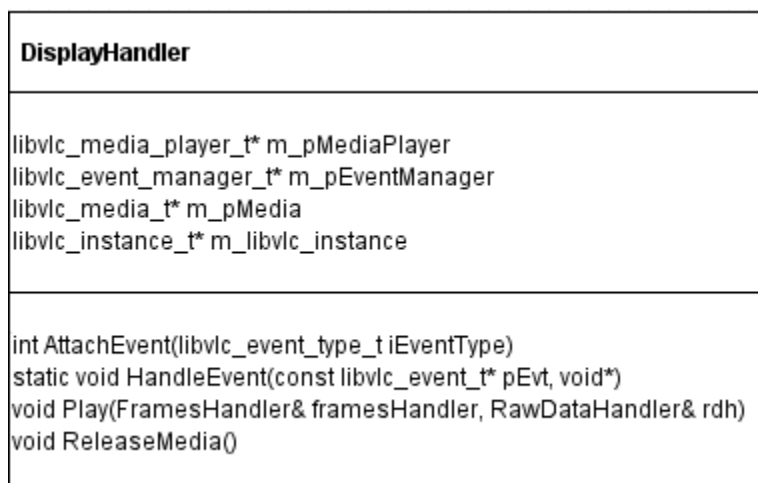 DisplayHandler
libvlc_media_player_t* m_pMediaPlayer
libvlc_event_manager_t* m_pEventManager
libvlc_media_t* m_pMedia
libvlc_instance_t* m_libvlc_instance
int AttachEvent(libvlc_event_type_t iEventType)
static void HandleEvent(const libvlc_event_t* pEvt, void*)
void Play(FramesHandler& framesHandler, RawDataHandler& rdh)
void ReleaseMedia()